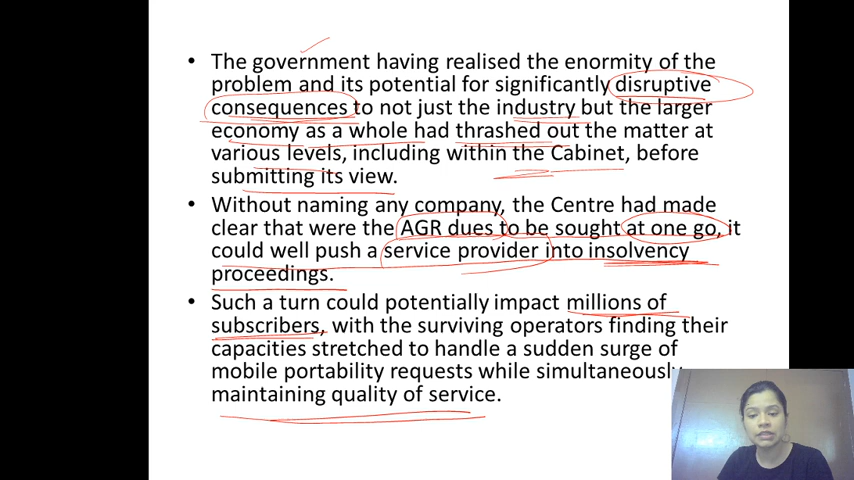 • The government having realised the enormity of the
problem and its potential for significantly disruptive
consequences to not just the industry but the larger
economy as a whole had thrashed out the matter at
various levels, including within the Cabinet, before
submitting its view.
• Without naming any company, the Centre had made
clear that were the AGR dues to be sought at one go, it
could well push a service provider into insolvency
proceedings.
• Such a turn could potentially impact millions of
subscribers, with the surviving operators finding their
capacities stretched to handle a sudden surge of
mobile portability requests while simultaneously
maintaining quality of service.